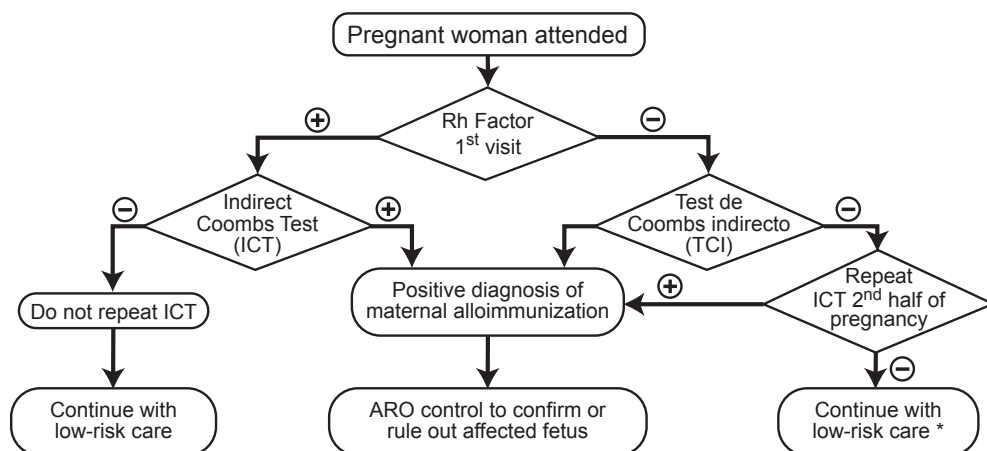 Pregnant woman attended
Rh Factor
1st visit
+
−
Indirect
Coombs Test
(ICT)
−
+
Test de
Coombs indirecto
(TCI)
−
Do not repeat ICT
Positive diagnosis of
maternal alloimmunization
+
Repeat
ICT 2nd half of
pregnancy
−
Continue with
low-risk care
ARO control to confirm or
rule out affected fetus
Continue with
low-risk care *